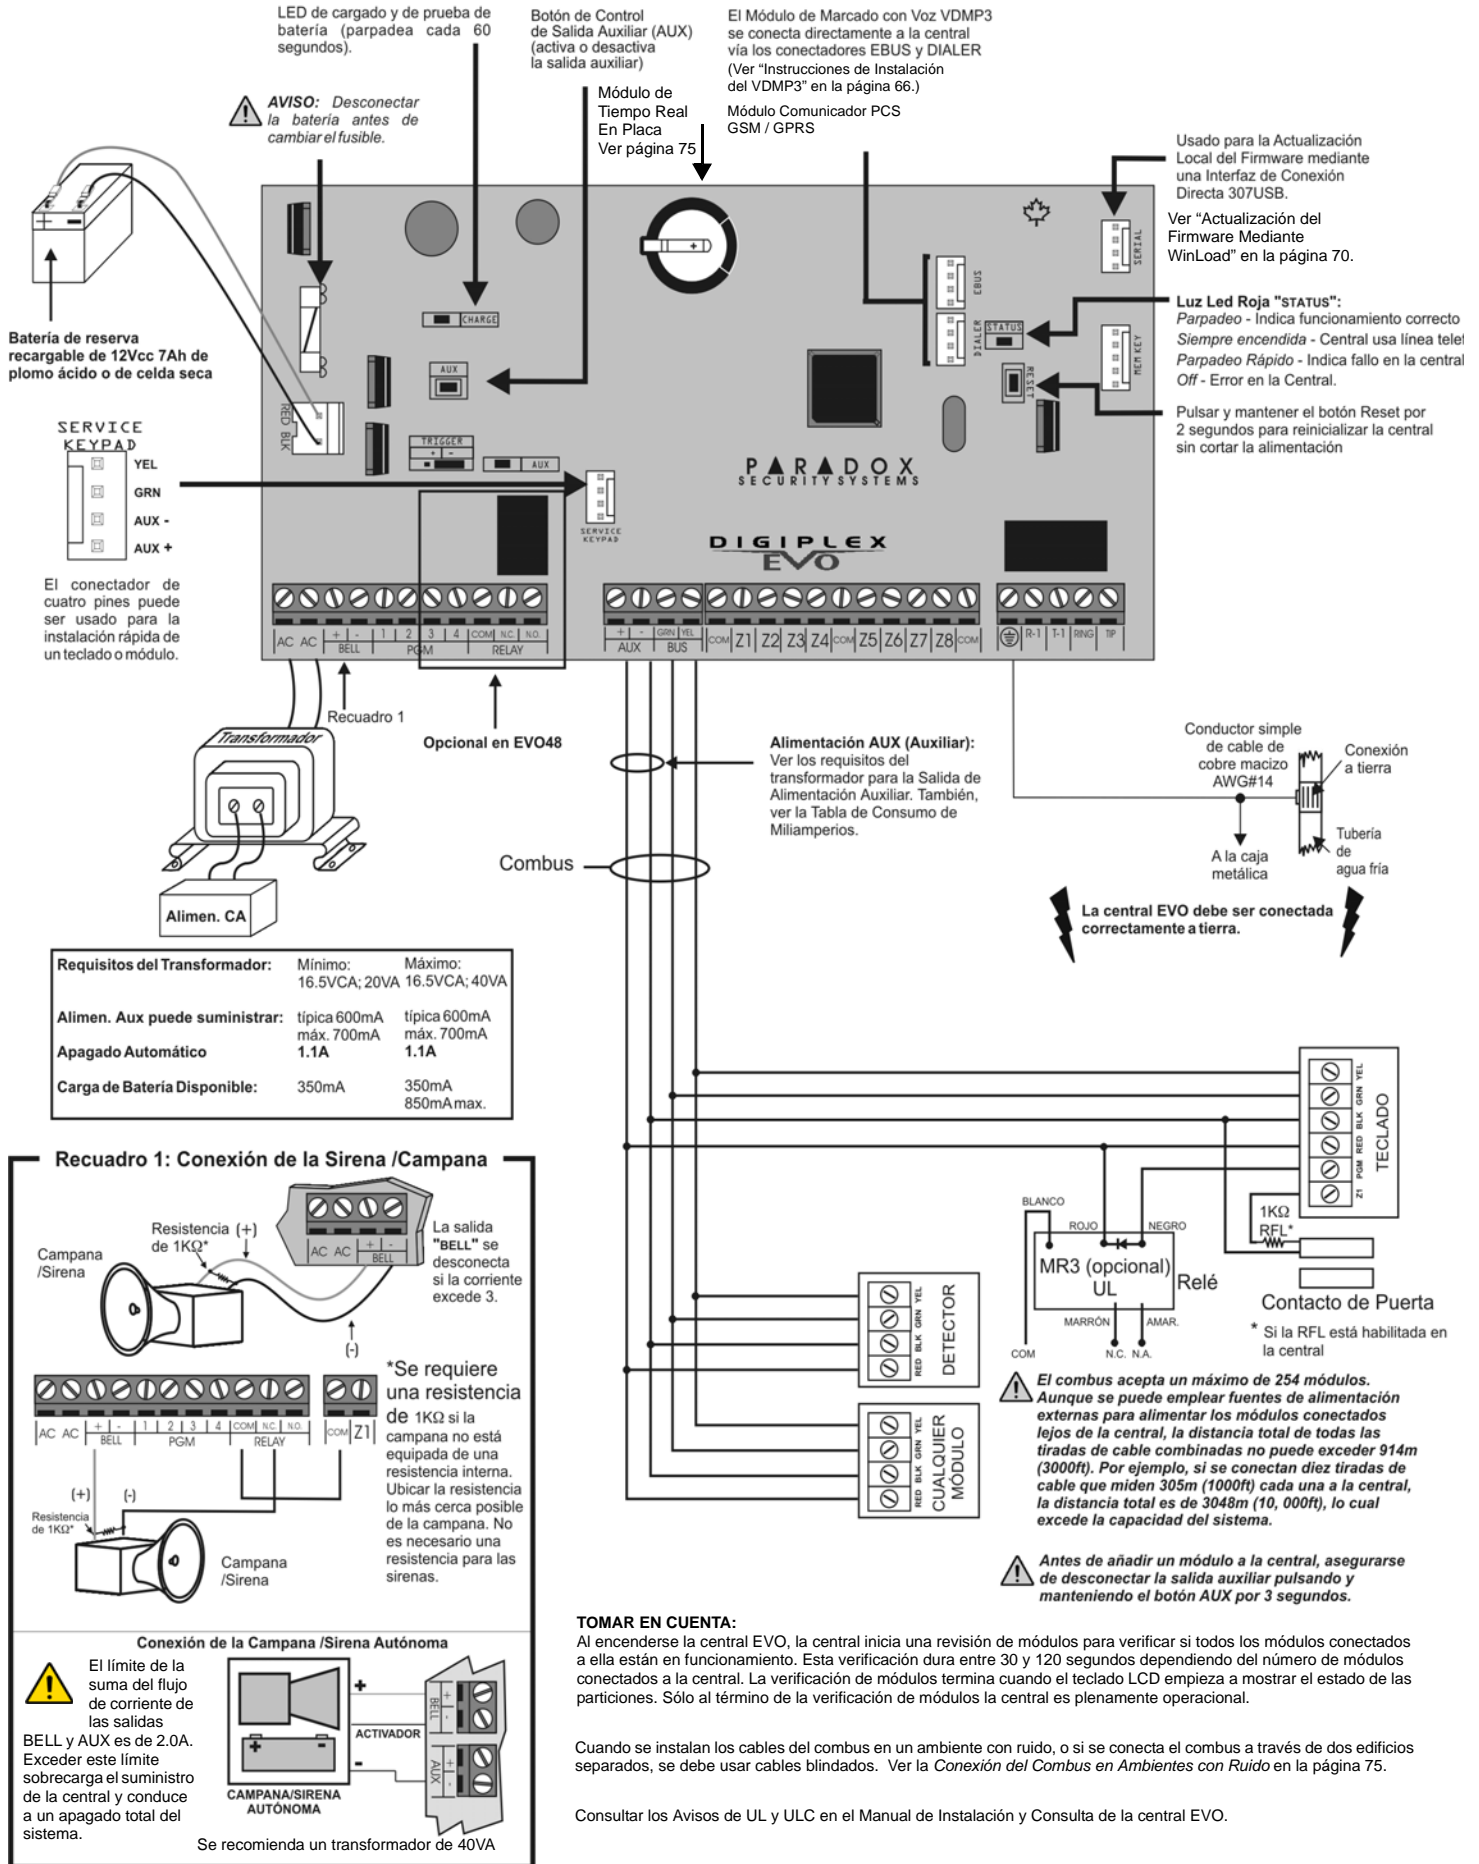 LED de cargado y de prueba de
batería (parpadea cada 60
segundos).
Botón de Control
de Salida Auxiliar (AUX)
(activa o desactiva
la salida auxiliar)
El Módulo de Marcado con Voz VDMP3
se conecta directamente a la central
vía los conectadores EBUS y DIALER
(Ver “Instrucciones de Instalación
del VDMP3” en la página 66.)
Módulo Comunicador PCS
GSM / GPRS
Módulo de
Tiempo Real
En Placa
Ver página 75
AVISO: Desconectar
la batería antes de
cambiar el fusible.
Usado para la Actualización
Local del Firmware mediante
una Interfaz de Conexión
Directa 307USB.
Ver “Actualización del
Firmware Mediante
WinLoad” en la página 70.
Luz Led Roja "STATUS":
Parpadeo - Indica funcionamiento correcto
Siempre encendida - Central usa línea telef
Parpadeo Rápido - Indica fallo en la central
Off - Error en la Central.
Pulsar y mantener el botón Reset por
2 segundos para reinicializar la central
sin cortar la alimentación
+ -
Batería de reserva
recargable de 12Vcc 7Ah de
plomo ácido o de celda seca
SERVICE
KEYPAD
YEL
GRN
AUX -
AUX +
El conectador de
cuatro pines puede
ser usado para la
instalación rápida de
un teclado o módulo.
CHARGE
AUX
RED BLK
TRIGGER
+ -
AUX
+
SERVICE
KEYPAD
EBUS
DIALER
STATUS
RESET
SERIAL
MEM KEY
PARADOX
SECURITY SYSTEMS
DIGIPLEX
EVO
AC AC + - 1 2 3 4 COM N.C. N.O.
BELL PGM RELAY
+ - GRN YEL COM Z1 Z2 Z3 Z4 COM Z5 Z6 Z7 Z8 COM R-1 T-1 RING TIP
AUX BUS
Recuadro 1
Opcional en EVO48
Transformador
Alimen. CA
Alimentación AUX (Auxiliar):
Ver los requisitos del
transformador para la Salida de
Alimentación Auxiliar. También,
ver la Tabla de Consumo de
Miliamperios.
Combus
Conductor simple
de cable de
cobre macizo
AWG#14
Conexión
a tierra
A la caja
metálica
Tubería
de
agua fría
La central EVO debe ser conectada
correctamente a tierra.
Requisitos del Transformador: Mínimo: Máximo:
16.5VCA; 20VA 16.5VCA; 40VA
Alimen. Aux puede suministrar: típica 600mA típica 600mA
máx. 700mA máx. 700mA
Apagado Automático 1.1A 1.1A
Carga de Batería Disponible: 350mA 350mA
850mA max.
Recuadro 1: Conexión de la Sirena /Campana
Resistencia (+)
de 1KΩ*
Campana
/Sirena
AC AC + -
BELL
(-)
La salida
"BELL" se
desconecta
si la corriente
excede 3.
AC AC + - 1 2 3 4 COM N.C. N.O. COM Z1
BELL PGM RELAY
(+) (-)
Resistencia
de 1KΩ*
Campana
/Sirena
*Se requiere
una resistencia
de 1KΩ si la
campana no está
equipada de una
resistencia interna.
Ubicar la resistencia
lo más cerca posible
de la campana. No
es necesario una
resistencia para las
sirenas.
Conexión de la Campana /Sirena Autónoma
El límite de la
suma del flujo
de corriente de
las salidas
BELL y AUX es de 2.0A.
Exceder este límite
sobrecarga el suministro
de la central y conduce
a un apagado total del
sistema.
+
ACTIVADOR
-
+ -
BELL + -
AUX + -
CAMPANA/SIRENA
AUTÓNOMA
Se recomienda un transformador de 40VA
Z1 PGM RED BLK GRN YEL
TECLADO
BLANCO
ROJO
NEGRO
MR3 (opcional)
UL
Relé
MARRÓN
AMAR.
COM
N.C. N.A.
1KΩ
RFL*
Contacto de Puerta
* Si la RFL está habilitada en
la central
RED BLK GRN YEL
DETECTOR
RED BLK GRN YEL
CUALQUIER
MÓDULO
El combus acepta un máximo de 254 módulos.
Aunque se puede emplear fuentes de alimentación
externas para alimentar los módulos conectados
lejos de la central, la distancia total de todas las
tiradas de cable combinadas no puede exceder 914m
(3000ft). Por ejemplo, si se conectan diez tiradas de
cable que miden 305m (1000ft) cada una a la central,
la distancia total es de 3048m (10, 000ft), lo cual
excede la capacidad del sistema.
Antes de añadir un módulo a la central, asegurarse
de desconectar la salida auxiliar pulsando y
manteniendo el botón AUX por 3 segundos.
TOMAR EN CUENTA:
Al encenderse la central EVO, la central inicia una revisión de módulos para verificar si todos los módulos conectados
a ella están en funcionamiento. Esta verificación dura entre 30 y 120 segundos dependiendo del número de módulos
conectados a la central. La verificación de módulos termina cuando el teclado LCD empieza a mostrar el estado de las
particiones. Sólo al término de la verificación de módulos la central es plenamente operacional.
Cuando se instalan los cables del combus en un ambiente con ruido, o si se conecta el combus a través de dos edificios
separados, se debe usar cables blindados. Ver la Conexión del Combus en Ambientes con Ruido en la página 75.
Consultar los Avisos de UL y ULC en el Manual de Instalación y Consulta de la central EVO.